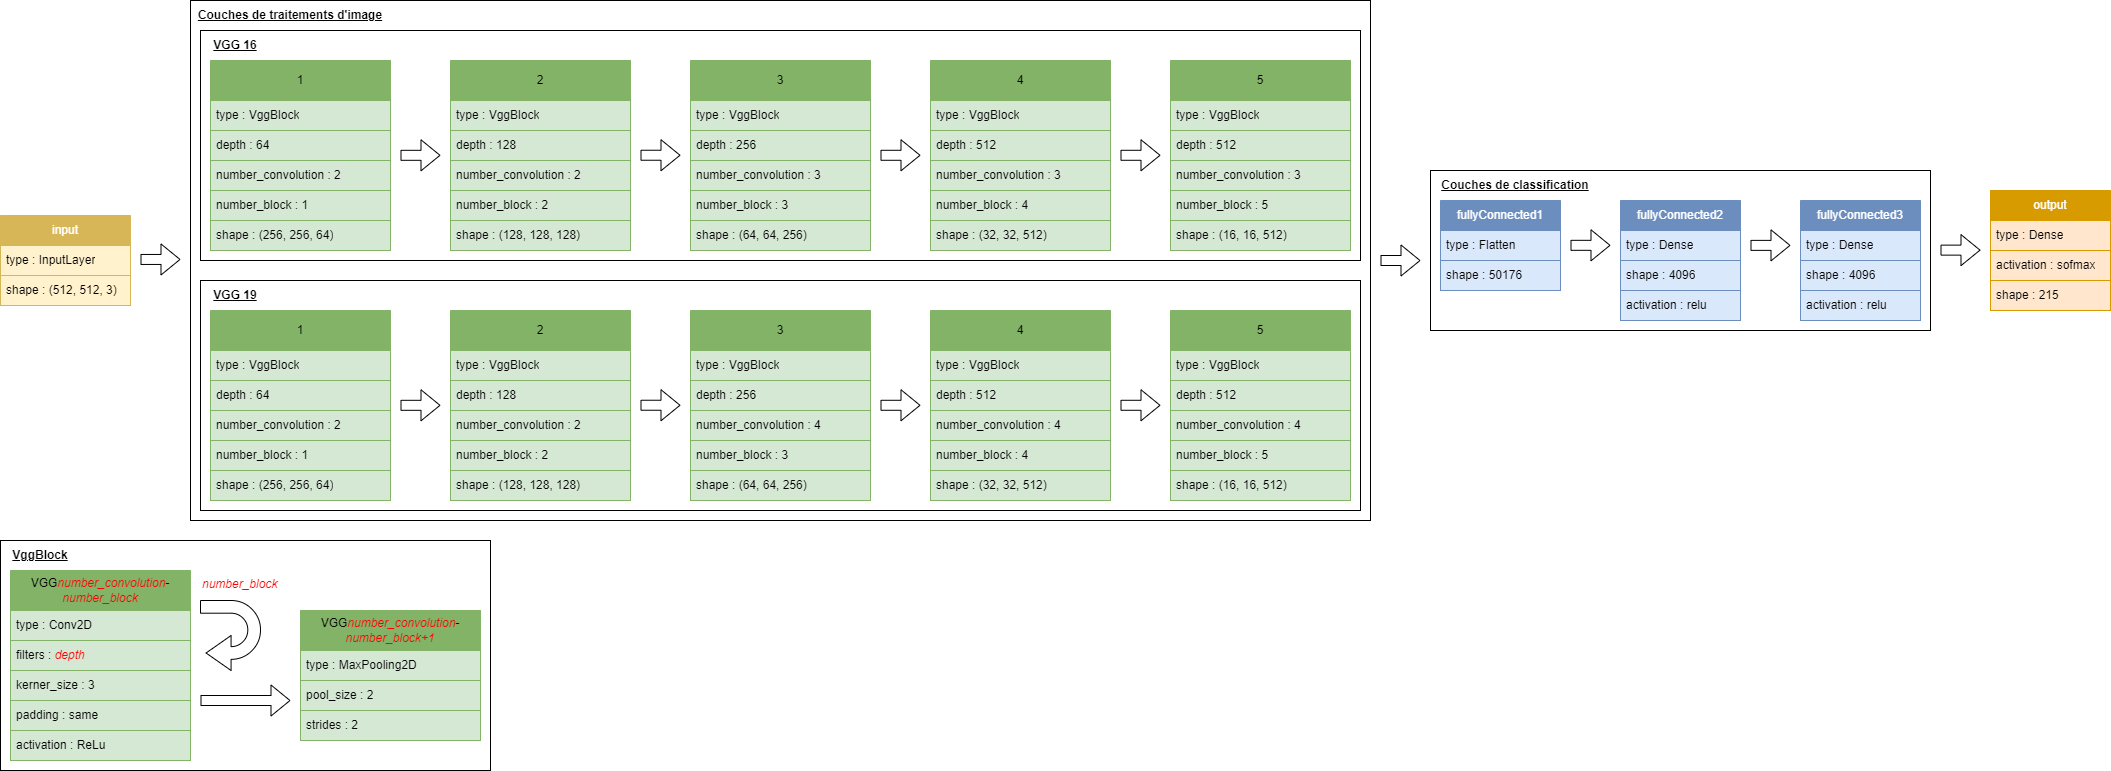 Couches de traitements d'image
VGG 16
1
type : VggBlock
depth : 64
number_convolution : 2
number_block : 1
shape : (256, 256, 64)
2
type : VggBlock
depth : 128
number_convolution : 2
number_block : 2
shape : (128, 128, 128)
3
type : VggBlock
depth : 256
number_convolution : 3
number_block : 3
shape : (64, 64, 256)
4
type : VggBlock
depth : 512
number_convolution : 3
number_block : 4
shape : (32, 32, 512)
5
type : VggBlock
depth : 512
number_convolution : 3
number_block : 5
shape : (16, 16, 512)
input
type : InputLayer
shape : (512, 512, 3)
VGG 19
1
type : VggBlock
depth : 64
number_convolution : 2
number_block : 1
shape : (256, 256, 64)
2
type : VggBlock
depth : 128
number_convolution : 2
number_block : 2
shape : (128, 128, 128)
3
type : VggBlock
depth : 256
number_convolution : 4
number_block : 3
shape : (64, 64, 256)
4
type : VggBlock
depth : 512
number_convolution : 4
number_block : 4
shape : (32, 32, 512)
5
type : VggBlock
depth : 512
number_convolution : 4
number_block : 5
shape : (16, 16, 512)
Couches de classification
fullyConnected1
type : Flatten
shape : 50176
fullyConnected2
type : Dense
shape : 4096
activation : relu
fullyConnected3
type : Dense
shape : 4096
activation : relu
output
type : Dense
activation : sofmax
shape : 215
VggBlock
VGGnumber_convolution-
number_block
type : Conv2D
filters : depth
kerner_size : 3
padding : same
activation : ReLu
number_block
VGGnumber_convolution-
number_block+1
type : MaxPooling2D
pool_size : 2
strides : 2